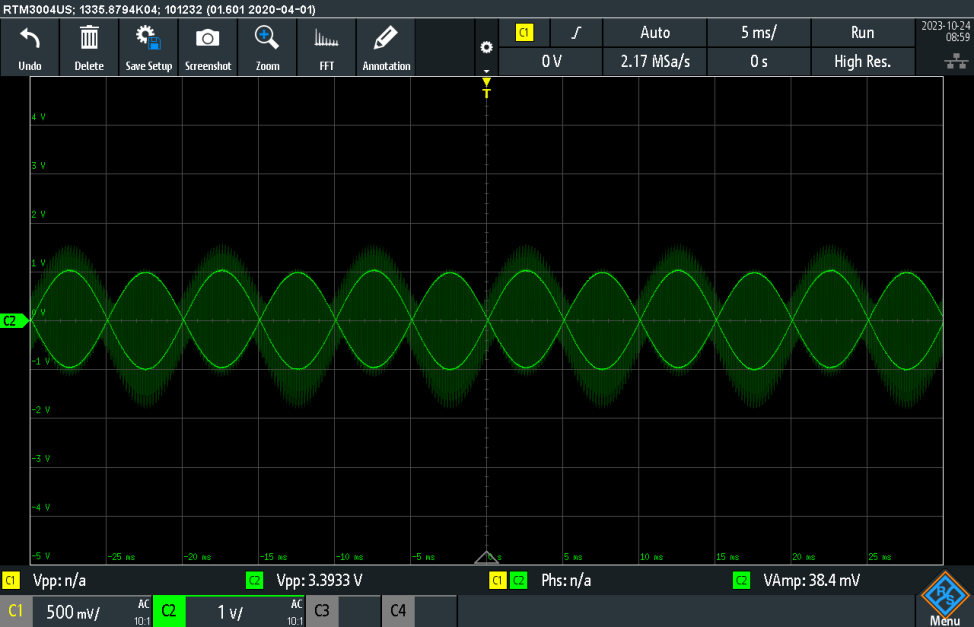 RTM3004US; 1335.8794K04; 101232 (01.601 2020-04-01)
Undo
Delete
Save Setup
Screenshot
Zoom
FFT
Annotation
C1
Auto
5 ms/
Run
0 V
2.17 MSa/s
0 s
High Res.
2023-10-24
08:59
T
4 V
3 V
2 V
1 V
0 V
C2
-1 V
-2 V
-3 V
-4 V
-5 V
-25 ms
-20 ms
-15 ms
-10 ms
-5 ms
5 ms
10 ms
15 ms
20 ms
25 ms
C1 Vpp: n/a
C2 Vpp: 3.3933 V
C1 C2 Phs: n/a
C2 VAmp: 38.4 mV
C1 500 mV/ AC 10:1
C2 1 V/ AC 10:1
C3
C4
R&S
Menu